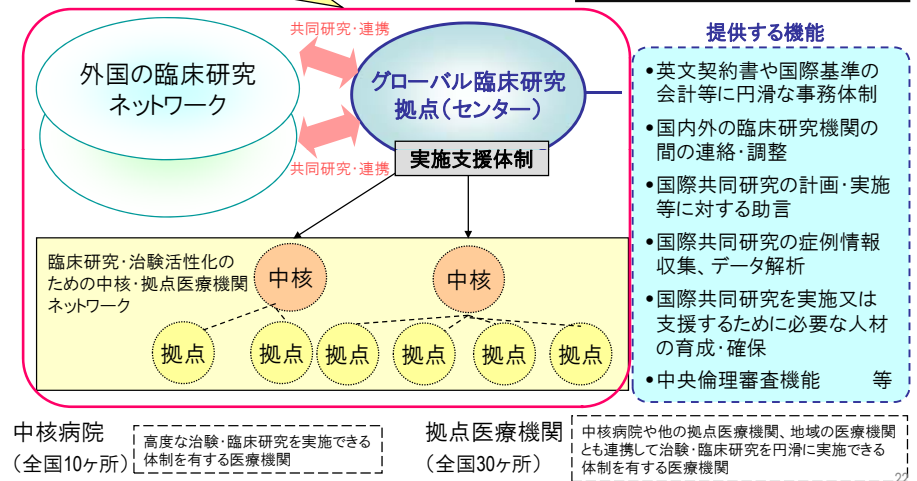 共同研究・連携
外国の臨床研究
ネットワーク
グローバル臨床研究
拠点(センター)
共同研究・連携
実施支援体制
提供する機能
•英文契約書や国際基準の
会計等に円滑な事務体制
•国内外の臨床研究機関の
間の連絡・調整
•国際共同研究の計画・実施
等に対する助言
•国際共同研究の症例情報
収集、データ解析
•国際共同研究を実施又は
支援するために必要な人材
の育成・確保
•中央倫理審査機能 等
臨床研究・治験活性化の
ための中核・拠点医療機関
ネットワーク
中核
中核
拠点
拠点
拠点
拠点
拠点
拠点
中核病院
(全国10ヶ所)
高度な治験・臨床研究を実施できる
体制を有する医療機関
拠点医療機関
(全国30ヶ所)
中核病院や他の拠点医療機関、地域の医療機関
とも連携して治験・臨床研究を円滑に実施できる
体制を有する医療機関
22